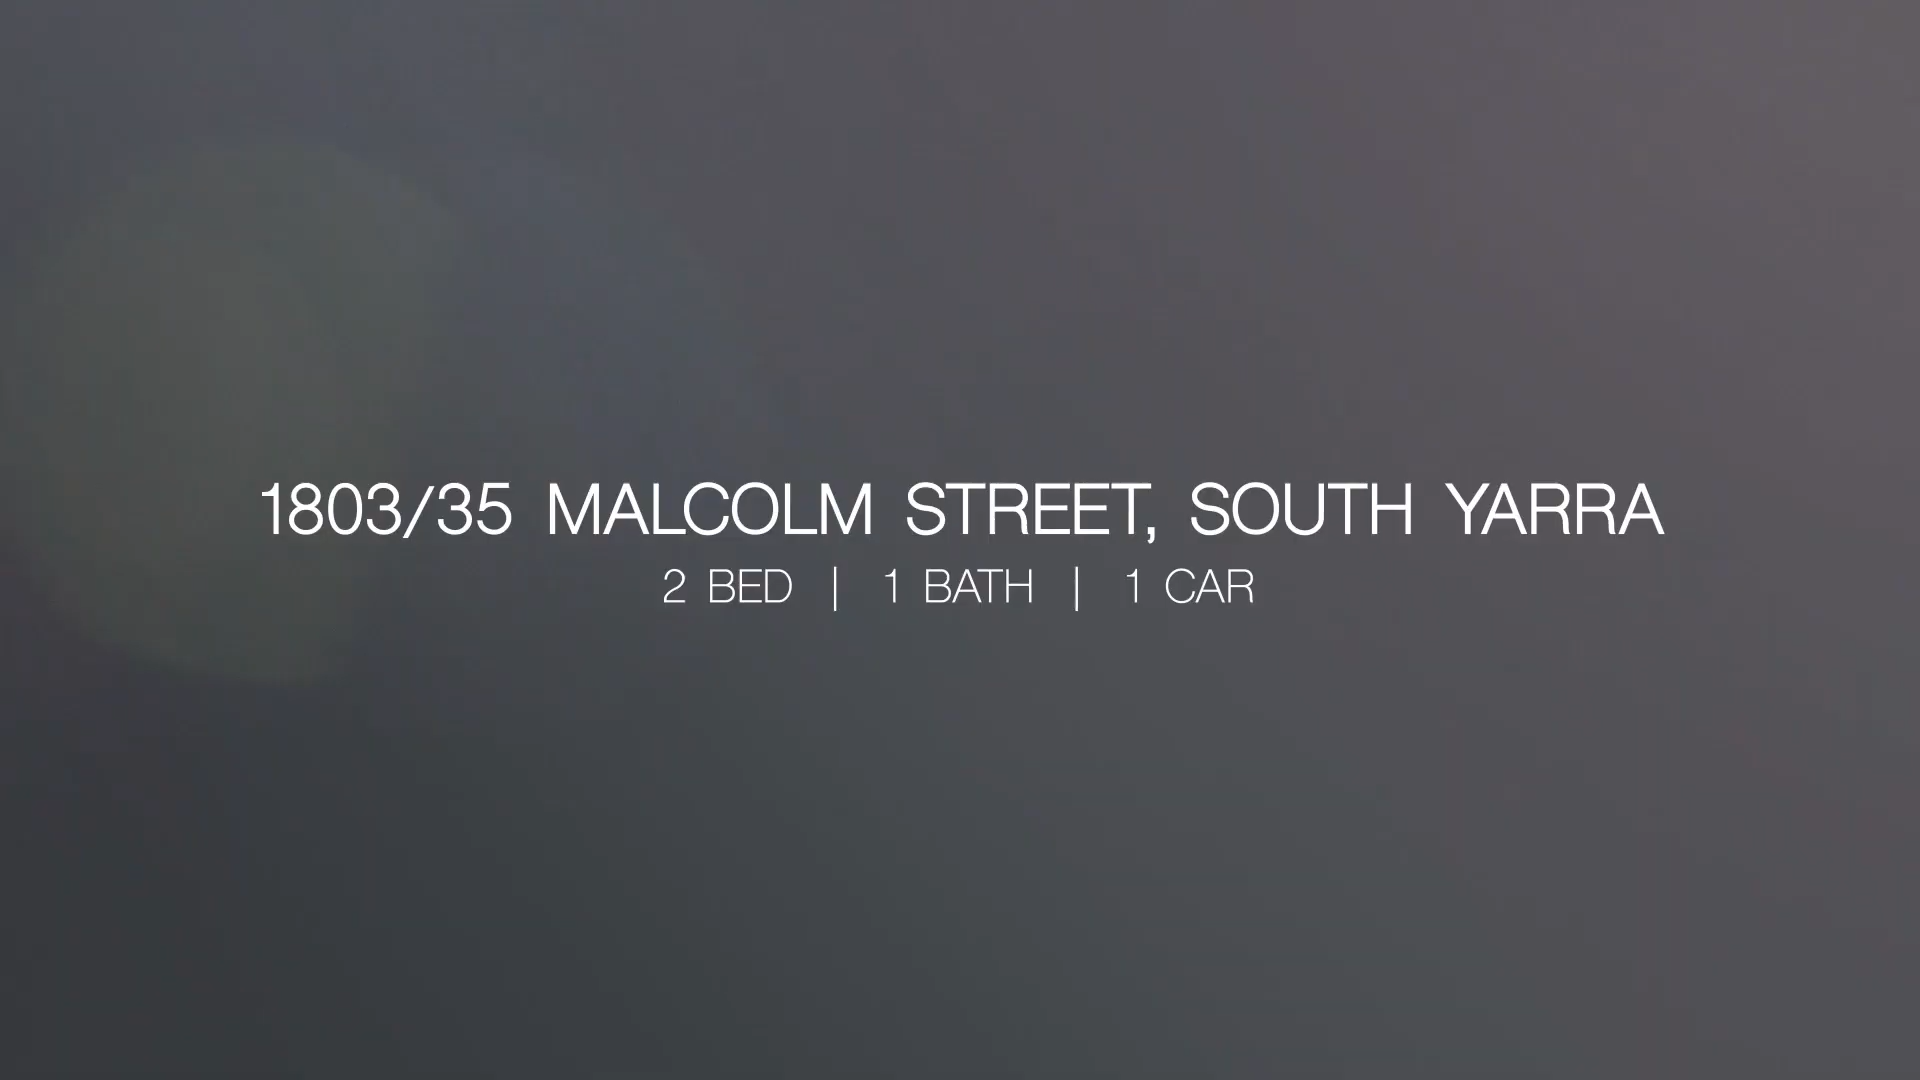 1803/35 MALCOLM STREET, SOUTH YARRA
2 BED | 1 BATH | 1 CAR